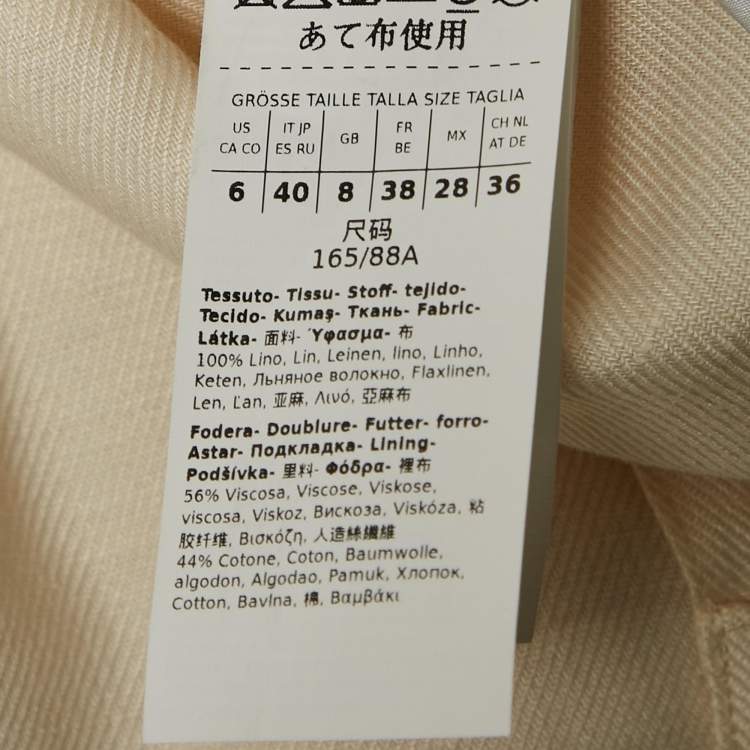 あて布使用
GRÖSSE TAILLE TALLA SIZE TAGLIA
US CA CO | IT JP ES RU | GB | FR BE | MX | CH NL AT DE
6 | 40 | 8 | 38 | 28 | 36
尺码
165/88A
Tessuto- Tissu- Stoff- tejido-
Tecido- Kumaş- Ткань- Fabric-
Látka- 面料- Ύφασμα- 布
100% Lino, Lin, Leinen, lino, Linho,
Keten, Льняное волокно, Flaxlinen,
Len, Ľan, 亚麻, Λινό, 亞麻布
Fodera- Doublure- Futter- forro-
Astar- Подкладка- Lining-
Podšívka- 里料- Φόδρα- 裡布
56% Viscosa, Viscose, Viskose,
viscosa, Viskoz, Вискоза, Viskóza, 粘
胶纤维, Βισκόζη, 人造絲纖維
44% Cotone, Coton, Baumwolle,
algodon, Algodao, Pamuk, Хлопок,
Cotton, Bavlna, 棉, Βαμβάκι